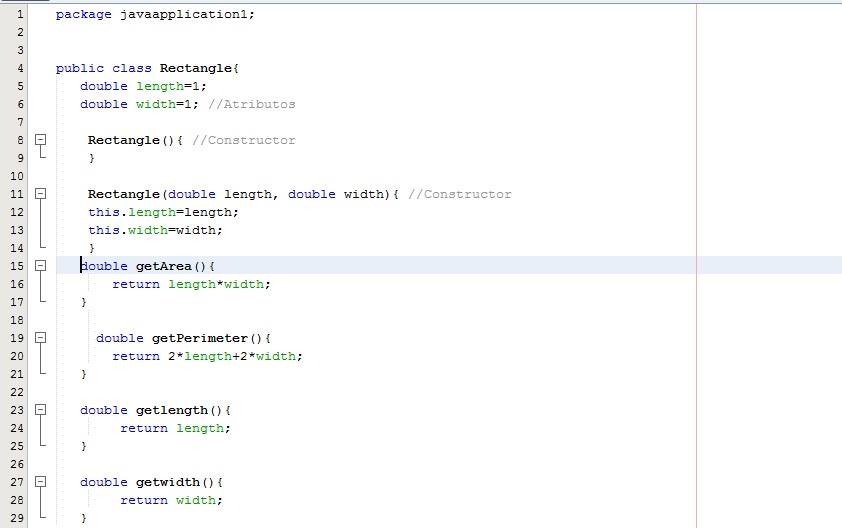 1 package javaapplication1;
2
3
4 public class Rectangle{
5 double length=1;
6 double width=1; //Atributos
7
8 Rectangle(){ //Constructor
9 }
10
11 Rectangle(double length, double width){ //Constructor
12 this.length=length;
13 this.width=width;
14 }
15 double getArea(){
16 return length*width;
17 }
18
19 double getPerimeter(){
20 return 2*length+2*width;
21 }
22
23 double getlength(){
24 return length;
25 }
26
27 double getwidth(){
28 return width;
29 }